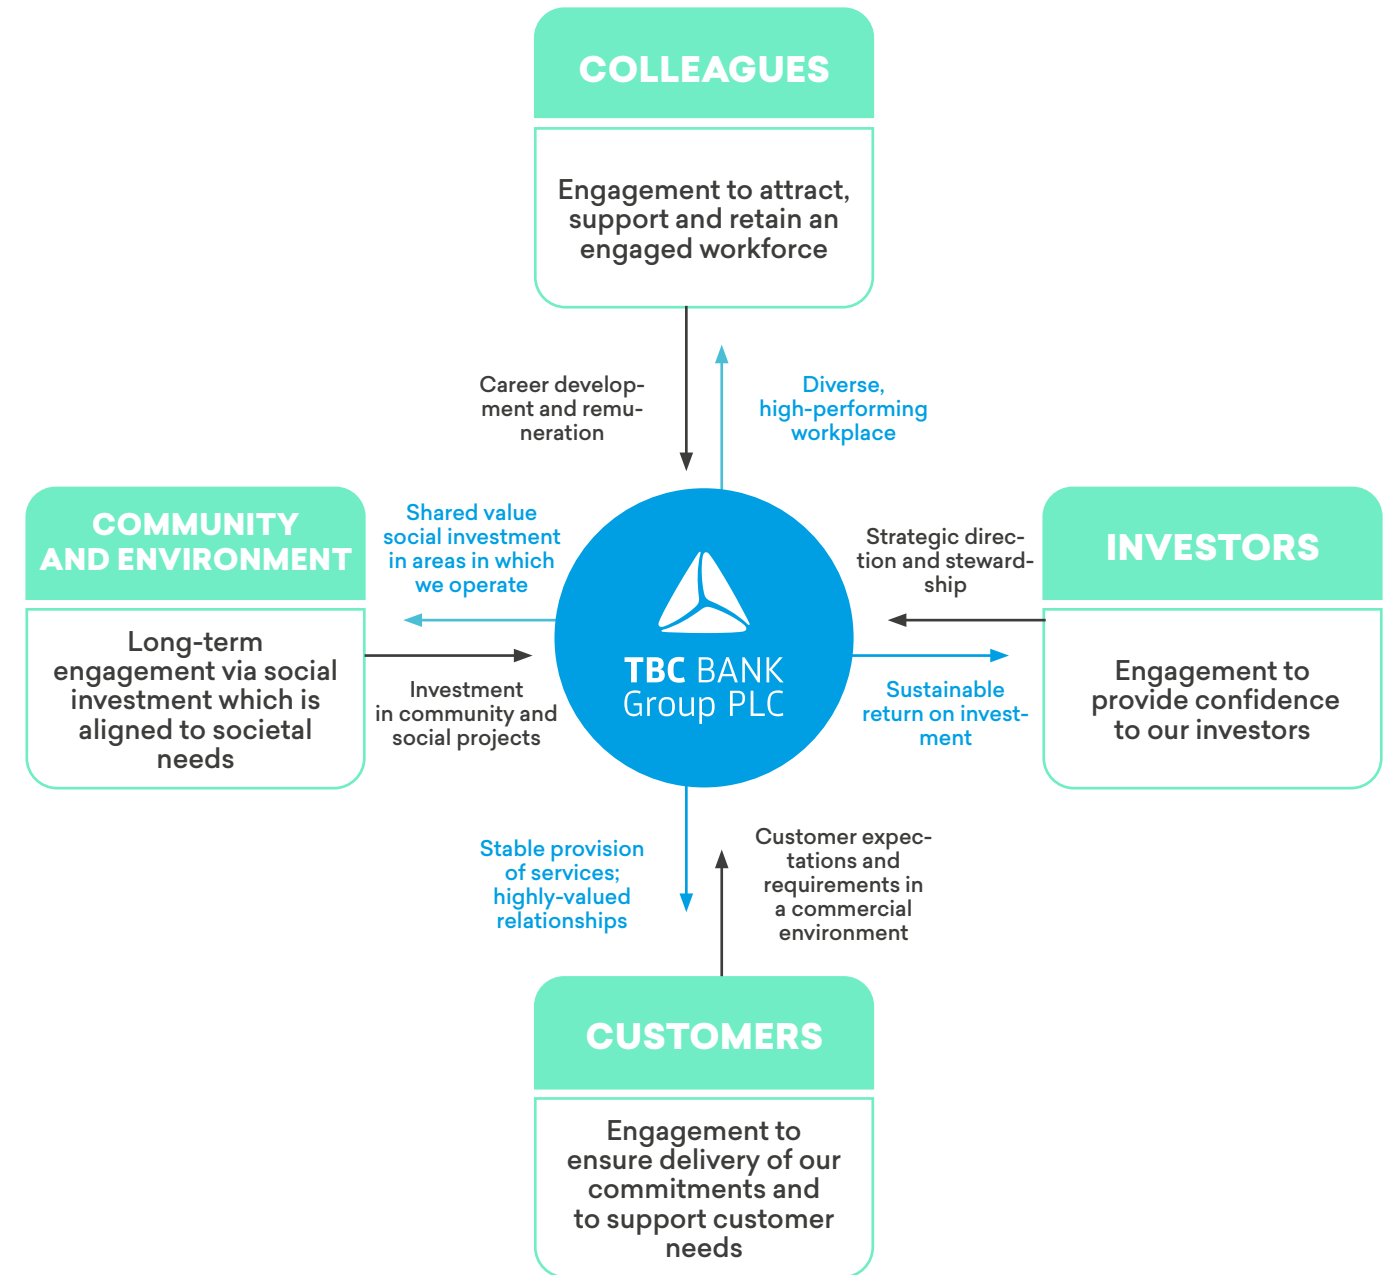 COLLEAGUES
Engagement to attract,
support and retain an
engaged workforce
Career develop-
ment and remu-
neration
Diverse,
high-performing
workplace
COMMUNITY
AND ENVIRONMENT
Long-term
engagement via social
investment which is
aligned to societal
needs
Shared value
social investment
in areas in which
we operate
Investment
in community and
social projects
TBC BANK
Group PLC
Strategic direc-
tion and steward-
ship
Sustainable
return on invest-
ment
INVESTORS
Engagement to
provide confidence
to our investors
Stable provision
of services;
highly-valued
relationships
Customer expec-
tations and
requirements in
a commercial
environment
CUSTOMERS
Engagement to
ensure delivery of our
commitments and
to support customer
needs